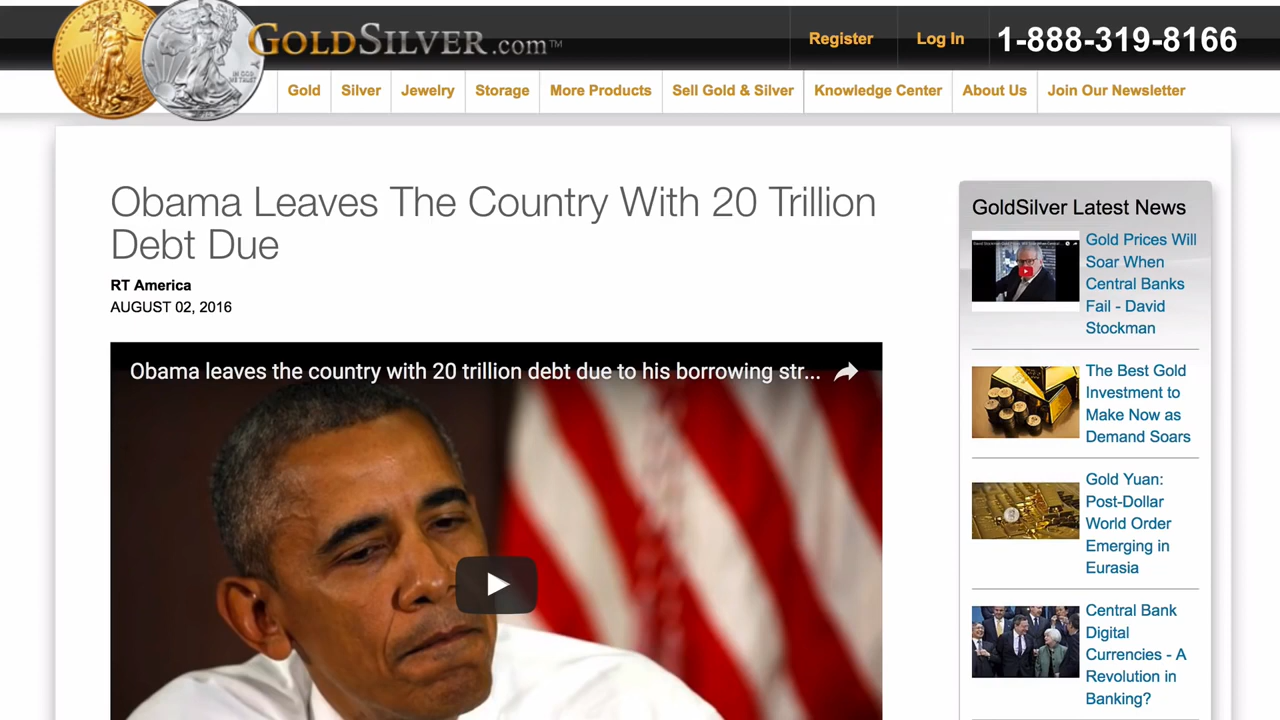 GOLDSILVER.com™
Register
Log In
1-888-319-8166
Gold
Silver
Jewelry
Storage
More Products
Sell Gold & Silver
Knowledge Center
About Us
Join Our Newsletter
Obama Leaves The Country With 20 Trillion
Debt Due
RT America
AUGUST 02, 2016
Obama leaves the country with 20 trillion debt due to his borrowing str...
GoldSilver Latest News
Gold Prices Will
Soar When
Central Banks
Fail - David
Stockman
The Best Gold
Investment to
Make Now as
Demand Soars
Gold Yuan:
Post-Dollar
World Order
Emerging in
Eurasia
Central Bank
Digital
Currencies - A
Revolution in
Banking?